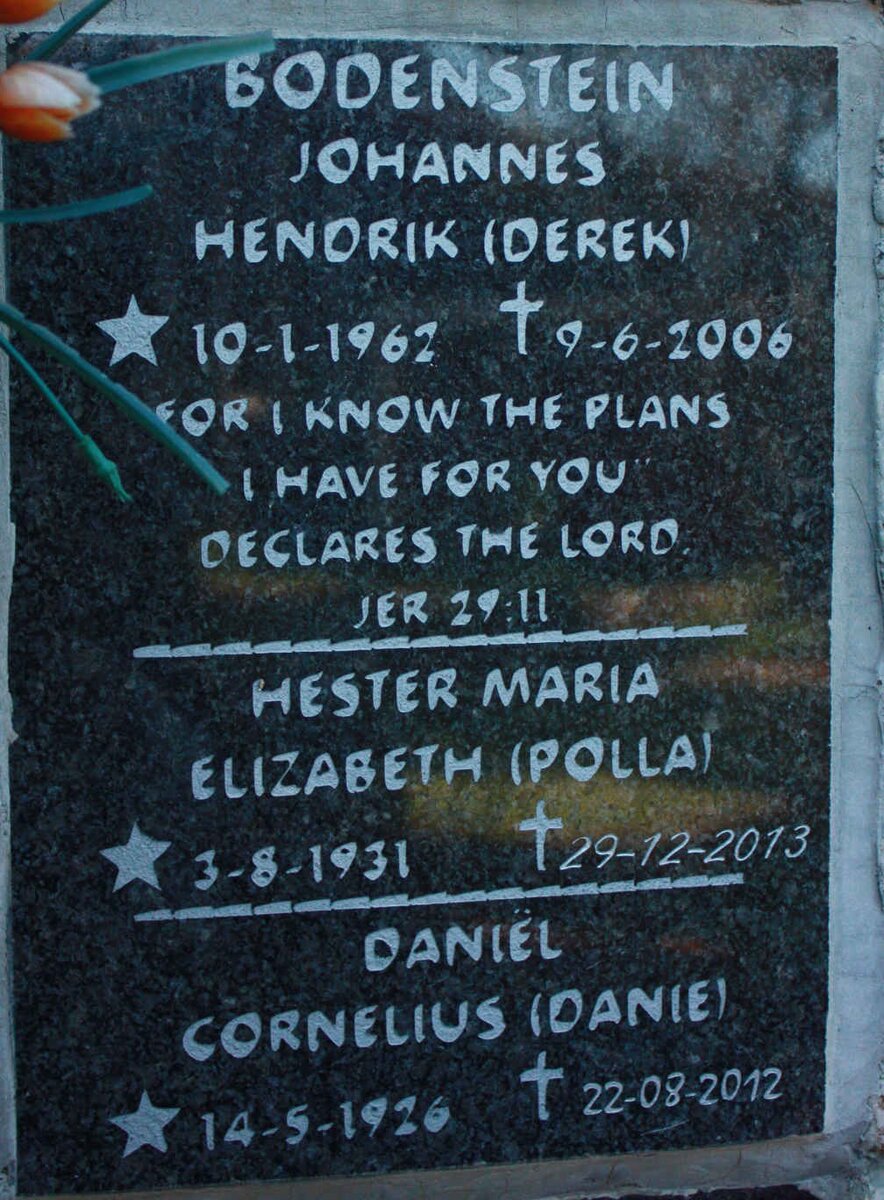 BODENSTEIN
JOHANNES
HENDRIK (DEREK)
10-1-1962 9-6-2006
FOR I KNOW THE PLANS
I HAVE FOR YOU"
DECLARES THE LORD.
JER 29:11
HESTER MARIA
ELIZABETH (POLLA)
3-8-1931 29-12-2013
DANIËL
CORNELIUS (DANIE)
14-5-1926 22-08-2012